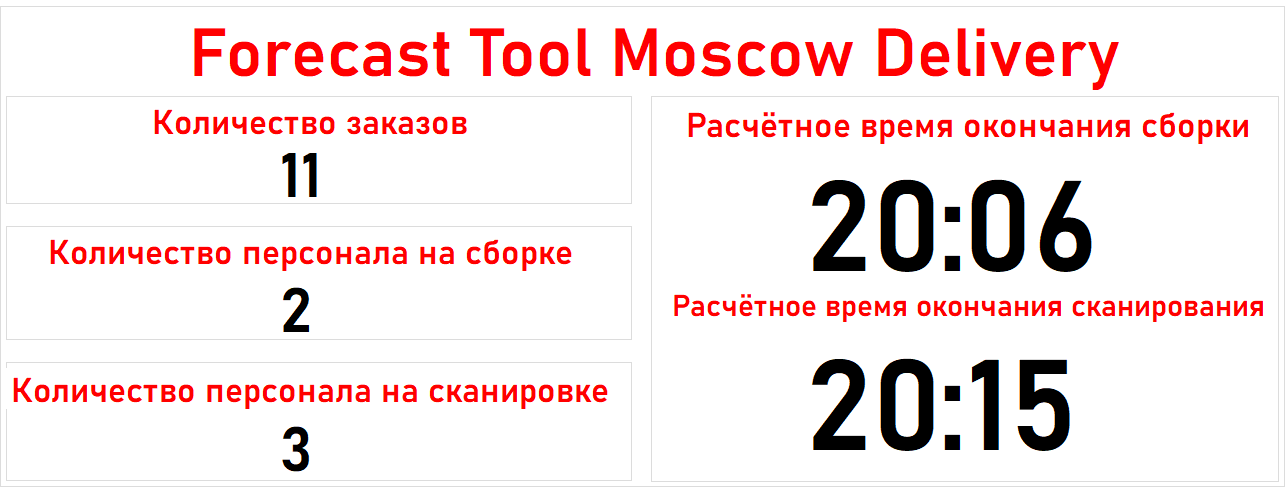 Forecast Tool Moscow Delivery
Количество заказов
11
Количество персонала на сборке
2
Количество персонала на сканировке
3
Расчётное время окончания сборки
20:06
Расчётное время окончания сканирования
20:15